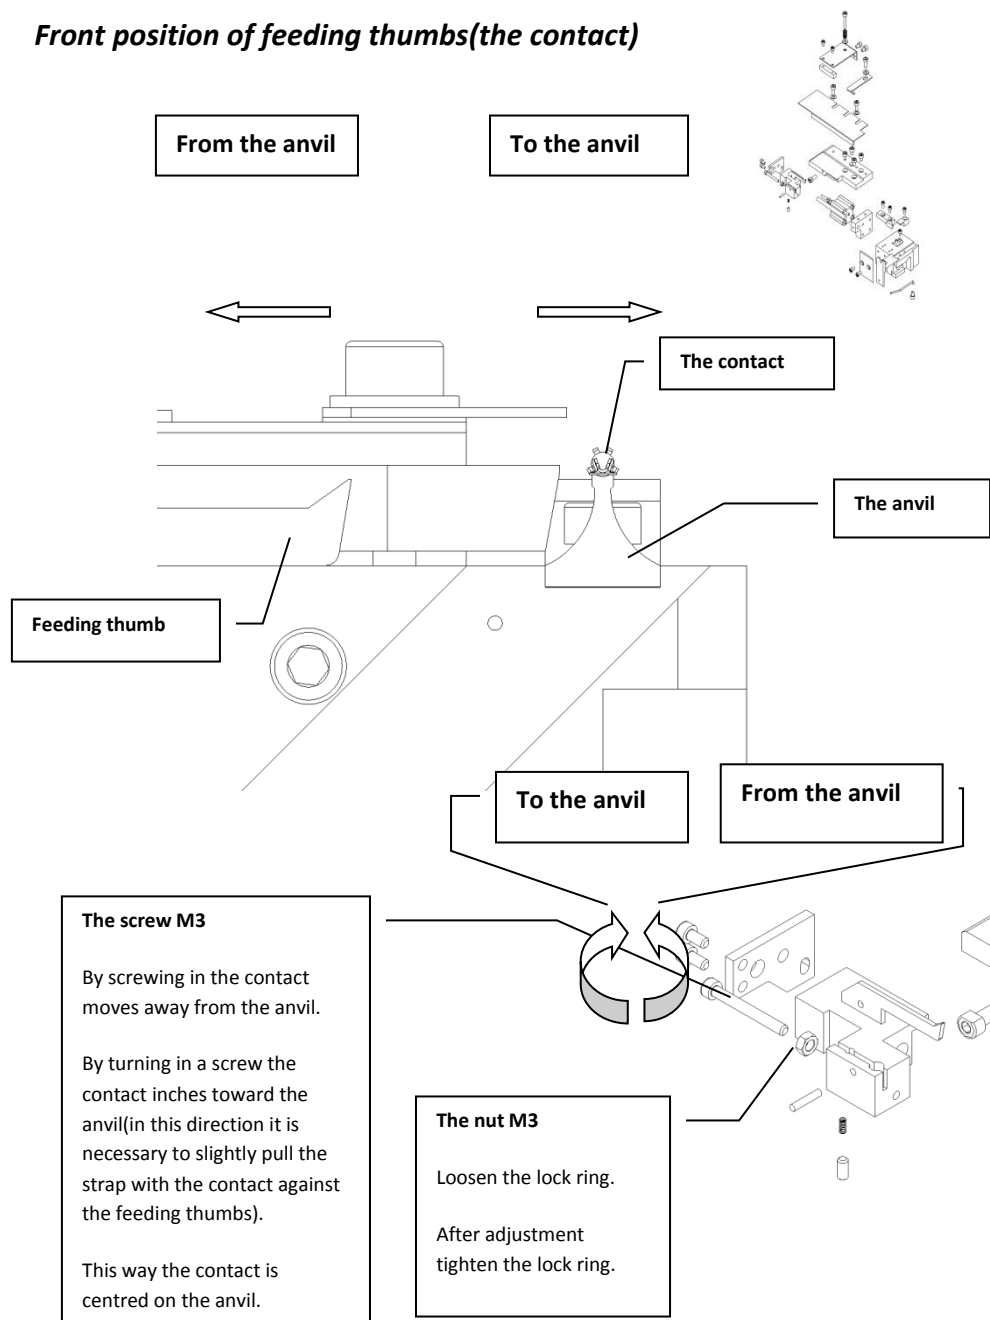 Front position of feeding thumbs(the contact)
From the anvil
To the anvil
The contact
The anvil
Feeding thumb
To the anvil
From the anvil
The screw M3
By screwing in the contact
moves away from the anvil.
By turning in a screw the
contact inches toward the
anvil(in this direction it is
necessary to slightly pull the
strap with the contact against
the feeding thumbs).
This way the contact is
centred on the anvil.
The nut M3
Loosen the lock ring.
After adjustment
tighten the lock ring.